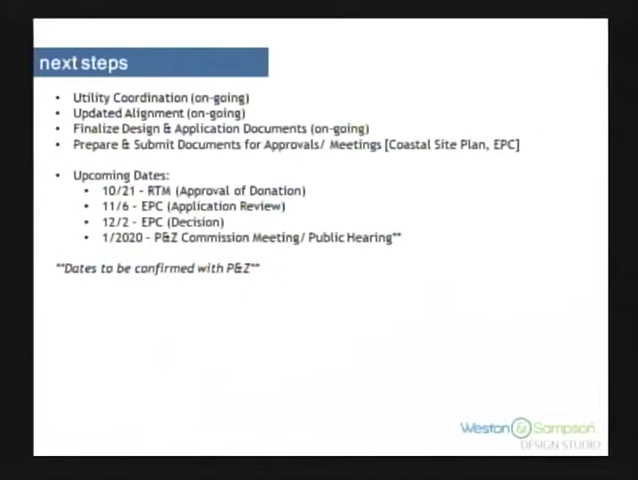 next steps
• Utility Coordination (on-going)
• Updated Alignment (on-going)
• Finalize Design & Application Documents (on-going)
• Prepare & Submit Documents for Approvals/ Meetings [Coastal Site Plan, EPC]
• Upcoming Dates:
• 10/21 - RTM (Approval of Donation)
• 11/6 - EPC (Application Review)
• 12/2 - EPC (Decision)
• 1/2020 - P&Z Commission Meeting/ Public Hearing**
**Dates to be confirmed with P&Z**
Weston & Sampson
DESIGN STUDIO